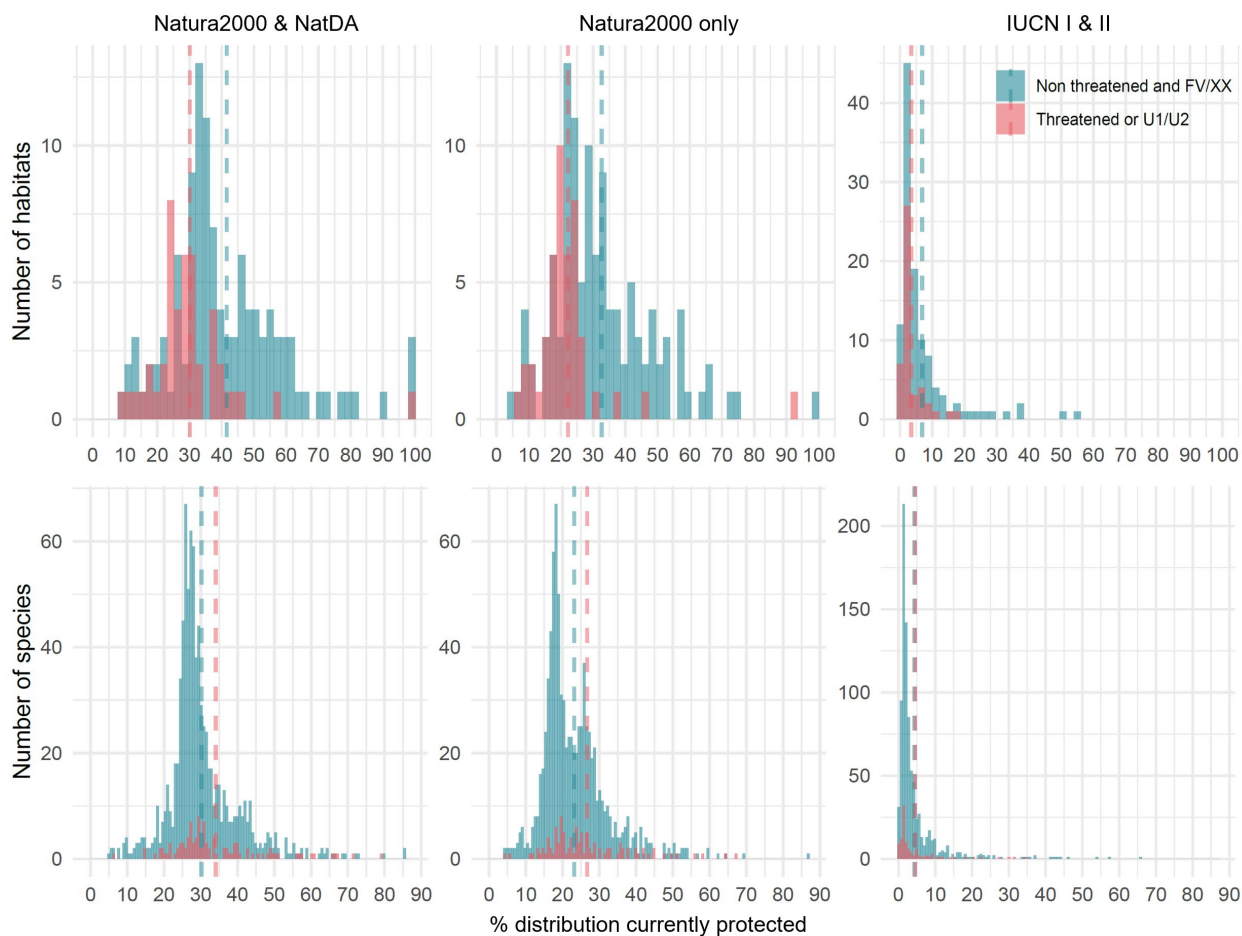 Natura2000 & NatDA
Natura2000 only
IUCN I & II
Number of habitats
10
5
0
0 10 20 30 40 50 60 70 80 90 100
10
5
0
0 10 20 30 40 50 60 70 80 90 100
Non threatened and FV/XX
Threatened or U1/U2
40
30
20
10
0
0 10 20 30 40 50 60 70 80 90 100
Number of species
60
40
20
0
0 10 20 30 40 50 60 70 80 90
60
40
20
0
0 10 20 30 40 50 60 70 80 90
200
150
100
50
0
0 10 20 30 40 50 60 70 80 90
% distribution currently protected